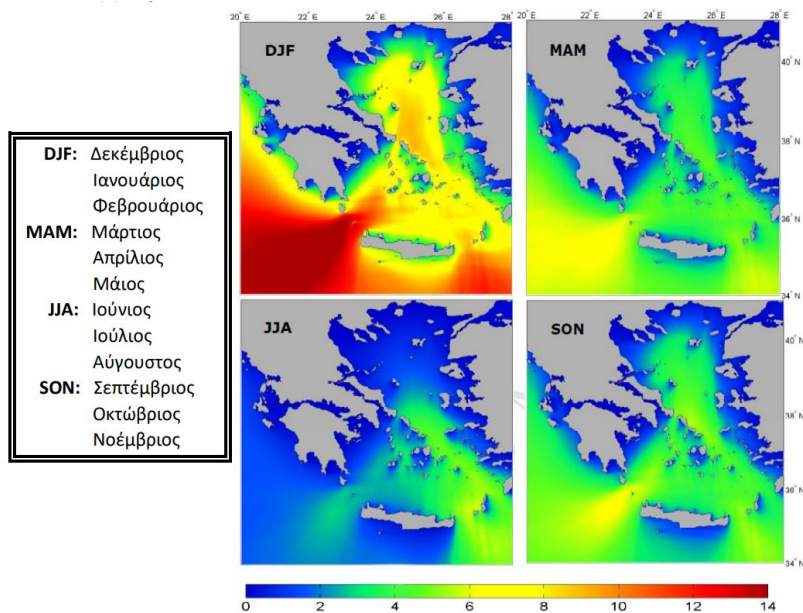 20° E 22° E 24° E 26° E 28° E 20° E 22° E 24° E 26° E 28° E
DJF
MAM
40° N
38° N
36° N
34° N
DJF: Δεκέμβριος
Ιανουάριος
Φεβρουάριος
MAM: Μάρτιος
Απρίλιος
Μάιος
JJA: Ιούνιος
Ιούλιος
Αύγουστος
SON: Σεπτέμβριος
Οκτώβριος
Νοέμβριος
JJA
SON
40° N
38° N
36° N
34° N
0 2 4 6 8 10 12 14